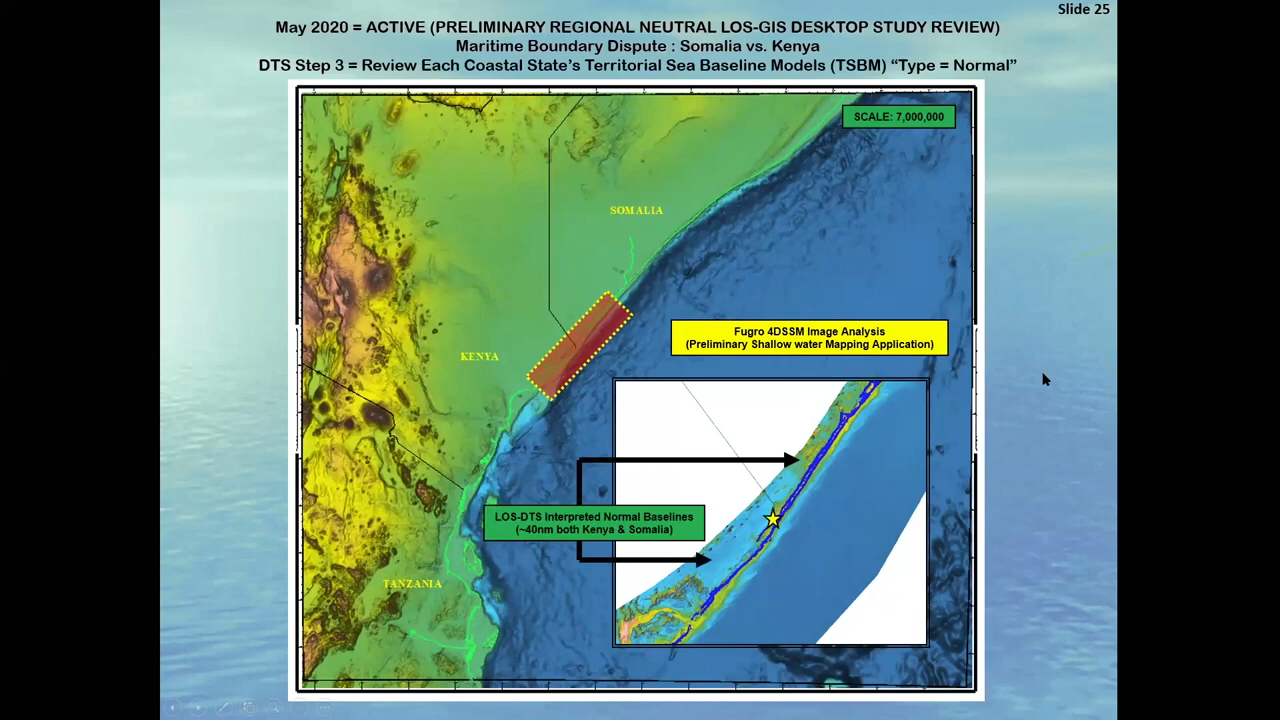 Slide 25
May 2020 = ACTIVE (PRELIMINARY REGIONAL NEUTRAL LOS-GIS DESKTOP STUDY REVIEW)
Maritime Boundary Dispute : Somalia vs. Kenya
DTS Step 3 = Review Each Coastal State's Territorial Sea Baseline Models (TSBM) “Type = Normal”
SCALE: 7,000,000
SOMALIA
Fugro 4DSSM Image Analysis
(Preliminary Shallow water Mapping Application)
KENYA
LOS-DTS Interpreted Normal Baselines
(~40nm both Kenya & Somalia)
TANZANIA